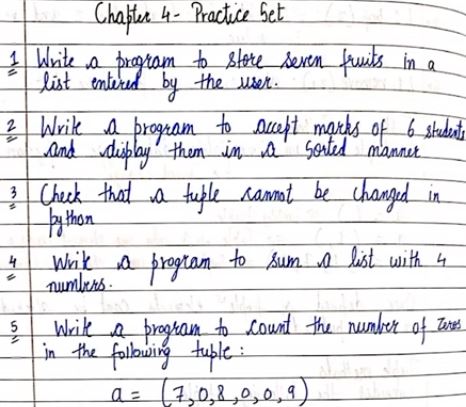 Chapter 4 - Practice Set
1 Write a program to store seven fruits in a
list entered by the user.
2 Write a program to accept marks of 6 students
and display them in a sorted manner
3 Check that a tuple cannot be changed in
python
4 Write a program to sum a list with 4
numbers.
5 Write a program to count the number of zeros
in the following tuple :
a = (7,0,8,0,0,9)